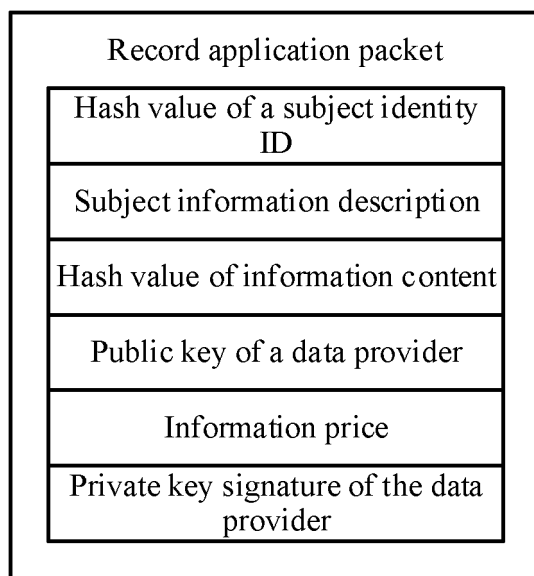 Record application packet
Hash value of a subject identity
ID
Subject information description
Hash value of information content
Public key of a data provider
Information price
Private key signature of the data
provider